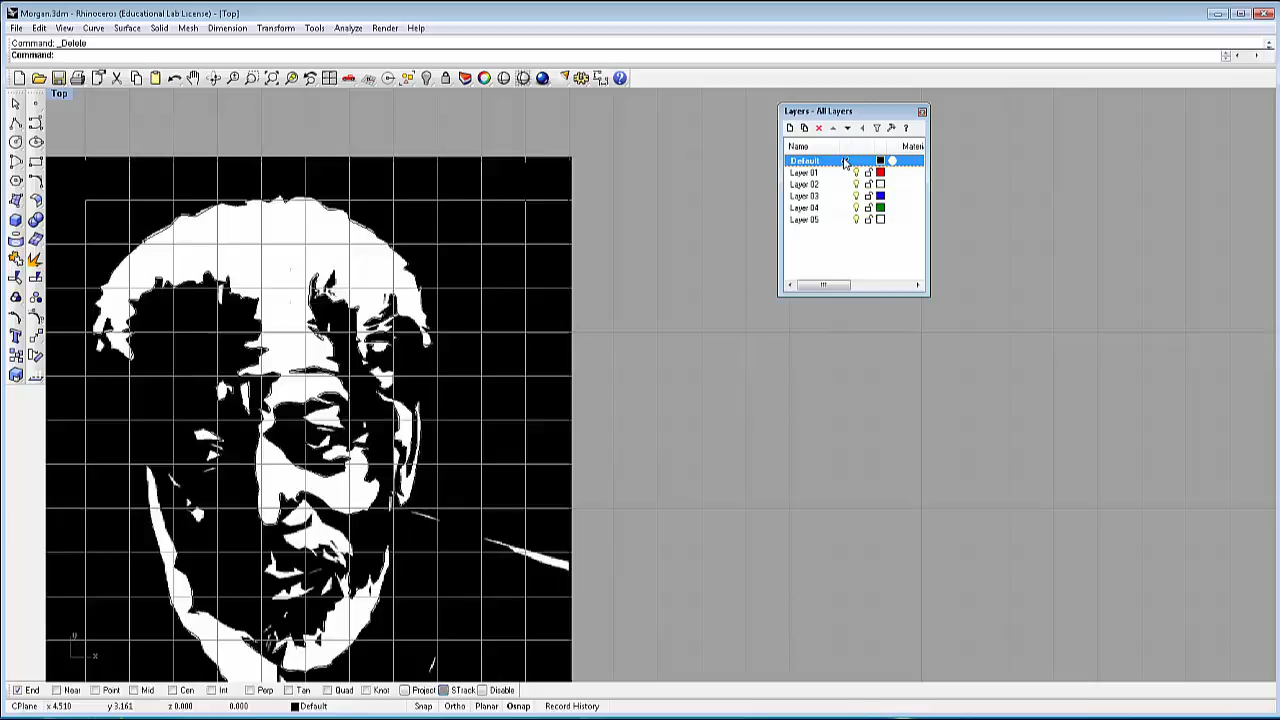 Morgan.3dm - Rhinoceros (Educational Lab License) - [Top]
File Edit View Curve Surface Solid Mesh Dimension Transform Tools Analyze Render Help
Command: _Delete
Command:
Top
Layers - All Layers
Name Materi
Default
Layer 01
Layer 02
Layer 03
Layer 04
Layer 05
y
x
End Near Point Mid Cen Int Perp Tan Quad Knot Project STrack Disable
CPlane x 4.510 y 3.161 z 0.000 0.000 Default Snap Ortho Planar Osnap Record History